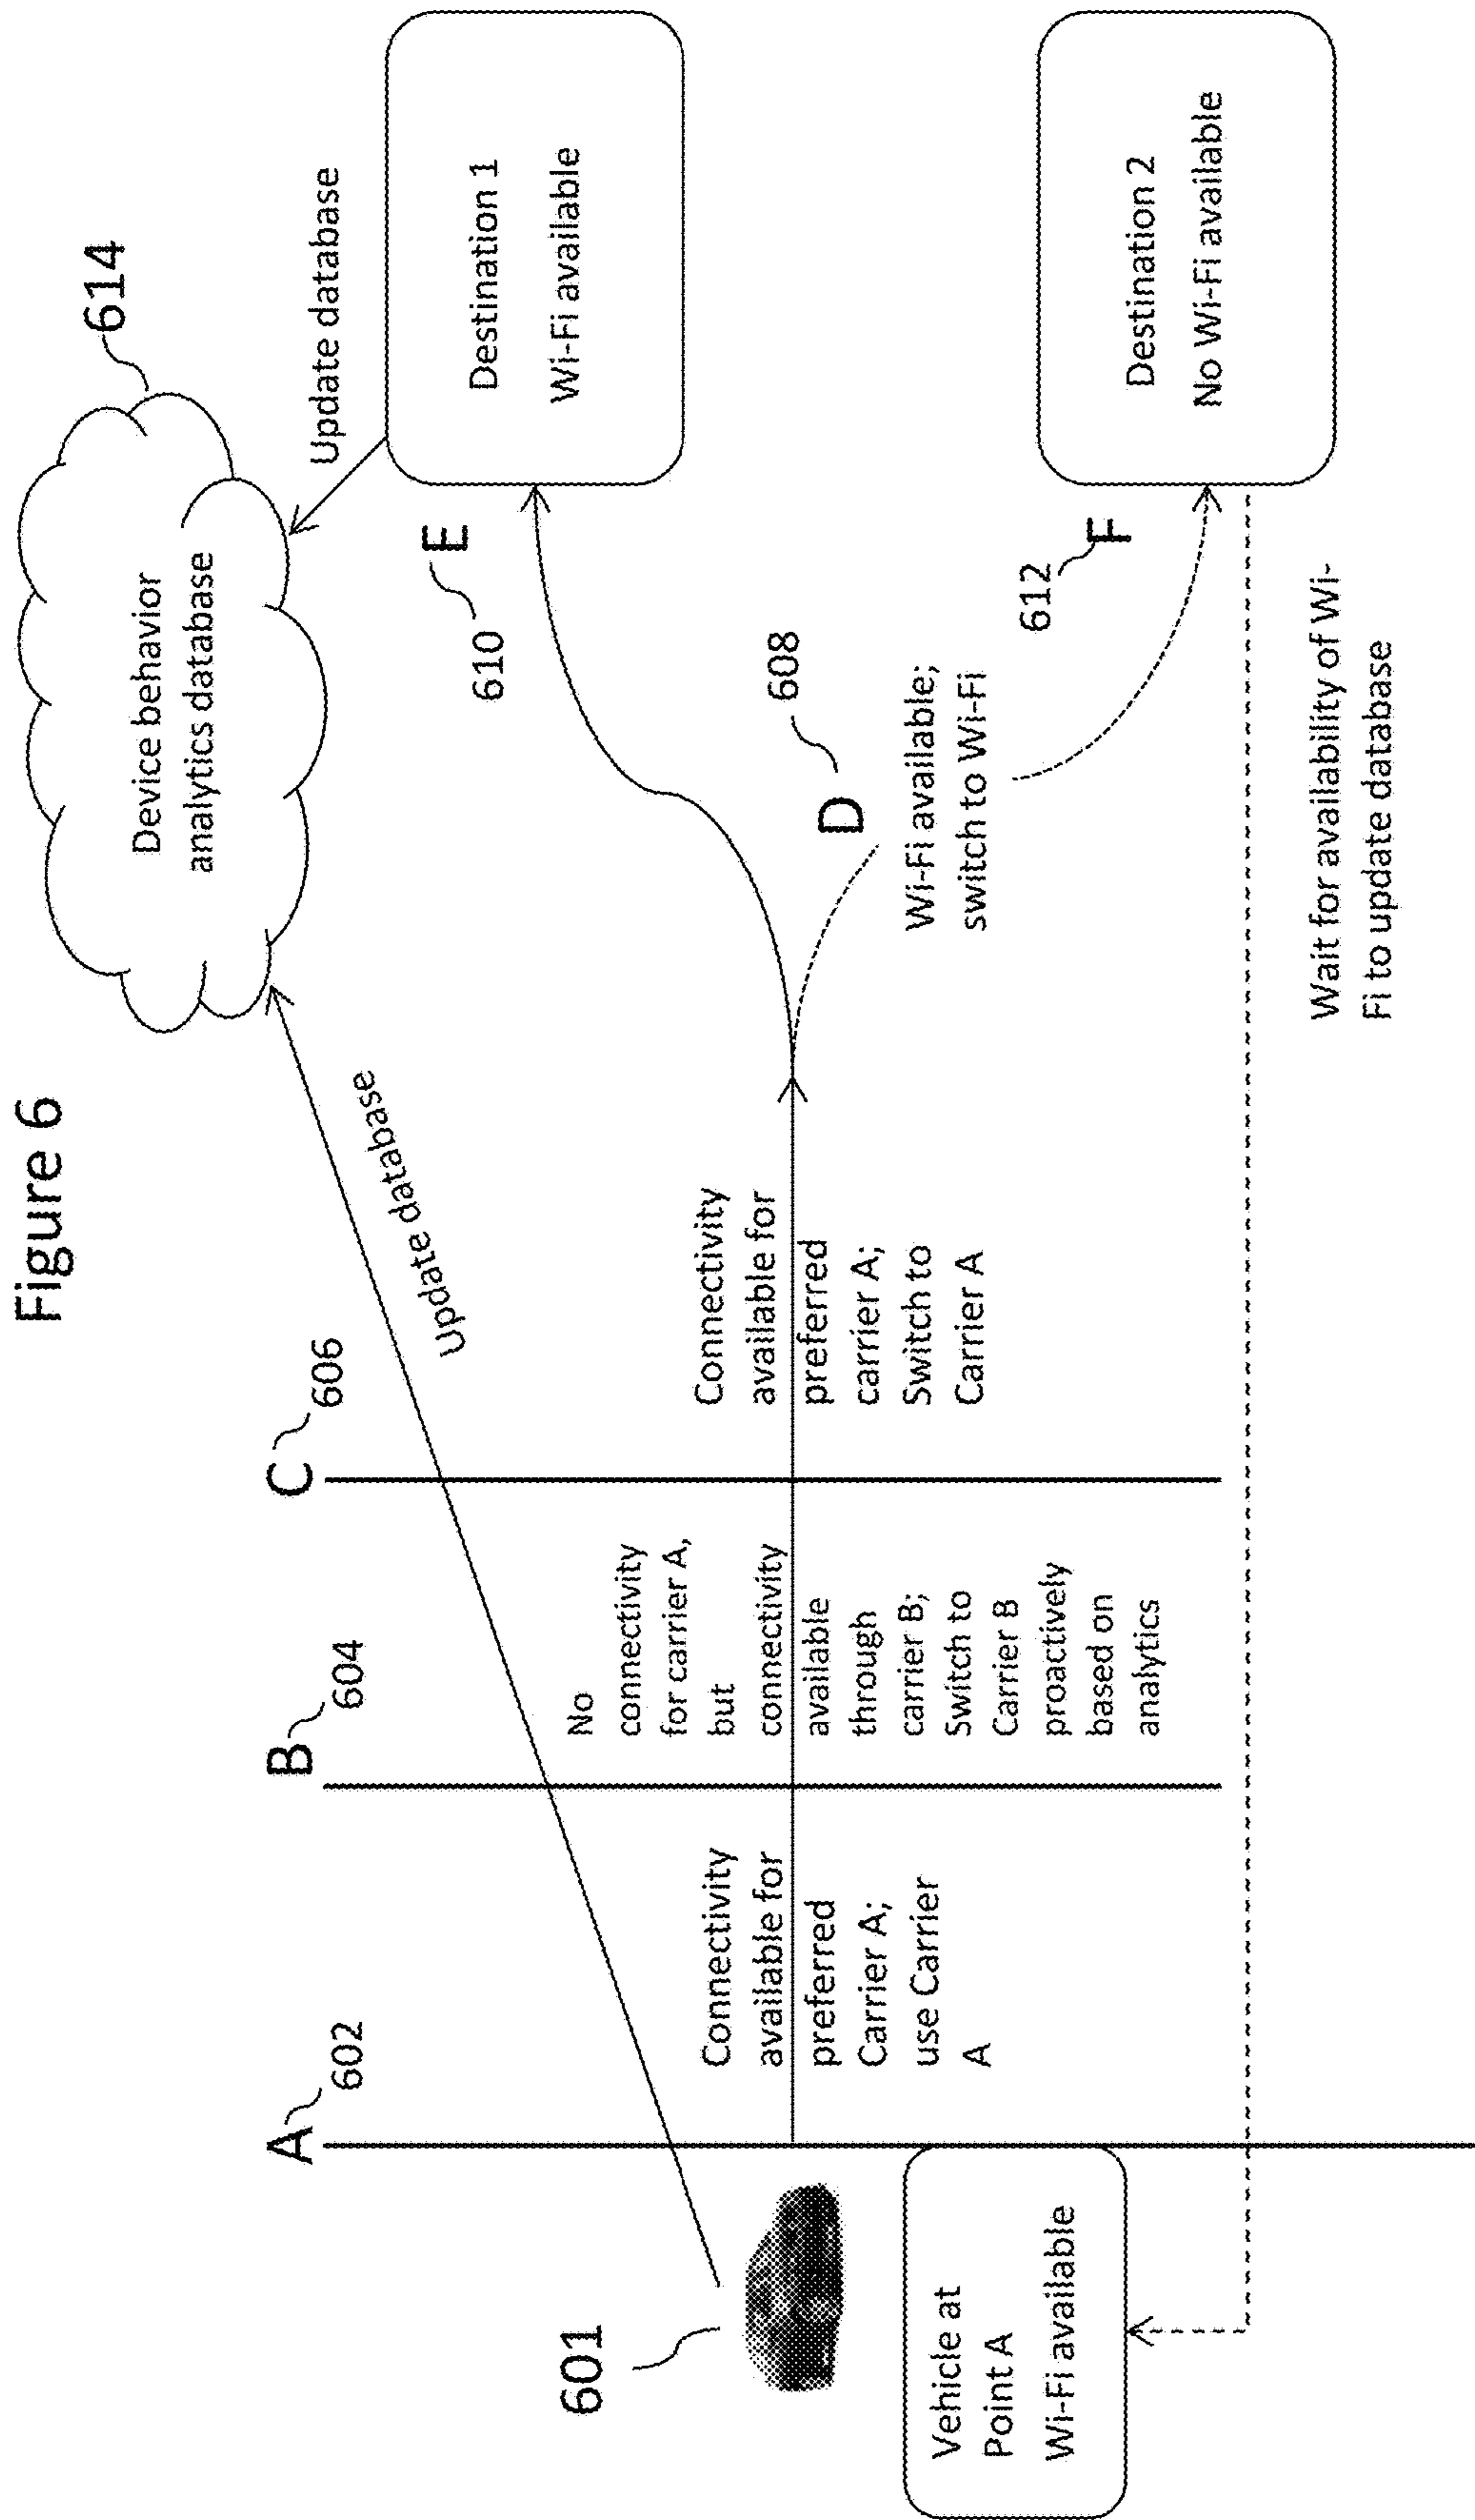 Figure 6
614
Device behavior
analytics database
Update database
Destination 1
Wi-Fi available
E
610
Update database
A
602
B
604
C
606
601
Vehicle at
Point A
Wi-Fi available
Connectivity
available for
preferred
Carrier A;
use Carrier
A
No
connectivity
for carrier A,
but
connectivity
available
through
carrier B;
Switch to
Carrier B
proactively
based on
analytics
Connectivity
available for
preferred
carrier A;
Switch to
Carrier A
608
D
Wi-Fi available;
switch to Wi-Fi
612
F
Destination 2
No Wi-Fi available
Wait for availability of Wi-
Fi to update database